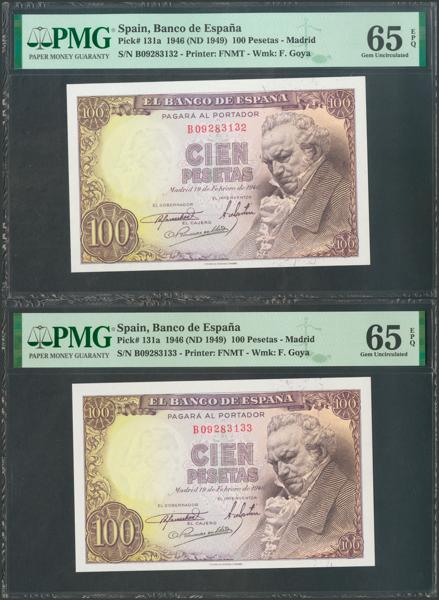 PMG
PAPER MONEY GUARANTY
Spain, Banco de España
Pick# 131a 1946 (ND 1949) 100 Pesetas - Madrid
S/N B09283132 - Printer: FNMT - Wmk: F. Goya
65 EPQ
Gem Uncirculated
100 EL BANCO DE ESPAÑA 100
PAGARÁ AL PORTADOR
B09283132
CIEN
PESETAS
Madrid 19 de Febrero de 1946
EL GOBERNADOR EL INTERVENTOR
EL CAJERO
100 100
PMG
PAPER MONEY GUARANTY
Spain, Banco de España
Pick# 131a 1946 (ND 1949) 100 Pesetas - Madrid
S/N B09283133 - Printer: FNMT - Wmk: F. Goya
65 EPQ
Gem Uncirculated
100 EL BANCO DE ESPAÑA 100
PAGARÁ AL PORTADOR
B09283133
CIEN
PESETAS
Madrid 19 de Febrero de 1946
EL GOBERNADOR EL INTERVENTOR
EL CAJERO
100 100